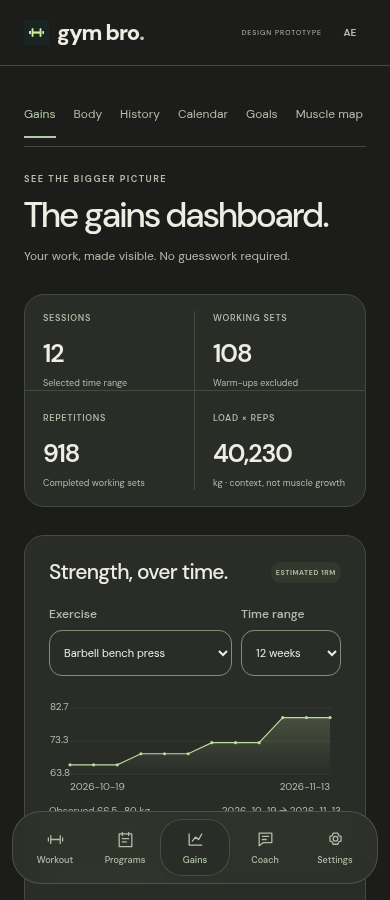 gym bro.
DESIGN PROTOTYPE
AE
Gains Body History Calendar Goals Muscle map
SEE THE BIGGER PICTURE
The gains dashboard.
Your work, made visible. No guesswork required.
SESSIONS
12
Selected time range
WORKING SETS
108
Warm-ups excluded
REPETITIONS
918
Completed working sets
LOAD × REPS
40,230
kg · context, not muscle growth
Strength, over time.
ESTIMATED 1RM
Exercise
Barbell bench press
Time range
12 weeks
82.7
73.3
63.8
2026-10-19
2026-11-13
Observed 66.5–80 kg
2026-10-19 → 2026-11-13
Workout
Programs
Gains
Coach
Settings